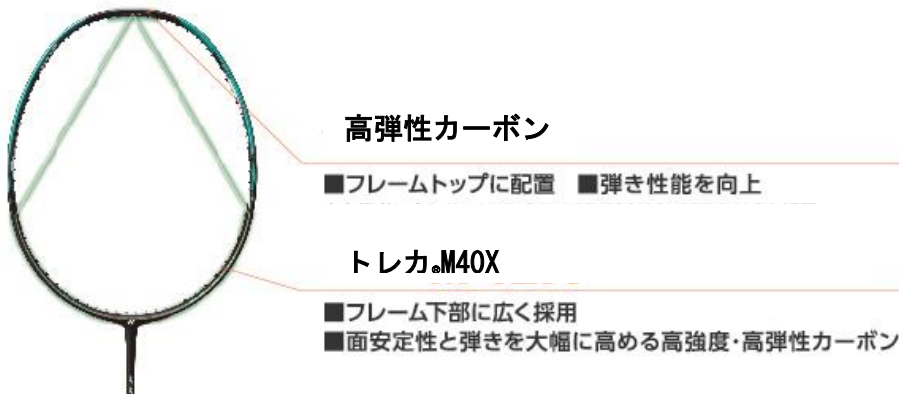 高弾性カーボン
■フレームトップに配置 ■弾き性能を向上
トレカ®M40X
■フレーム下部に広く採用
■面安定性と弾きを大幅に高める高強度・高弾性カーボン